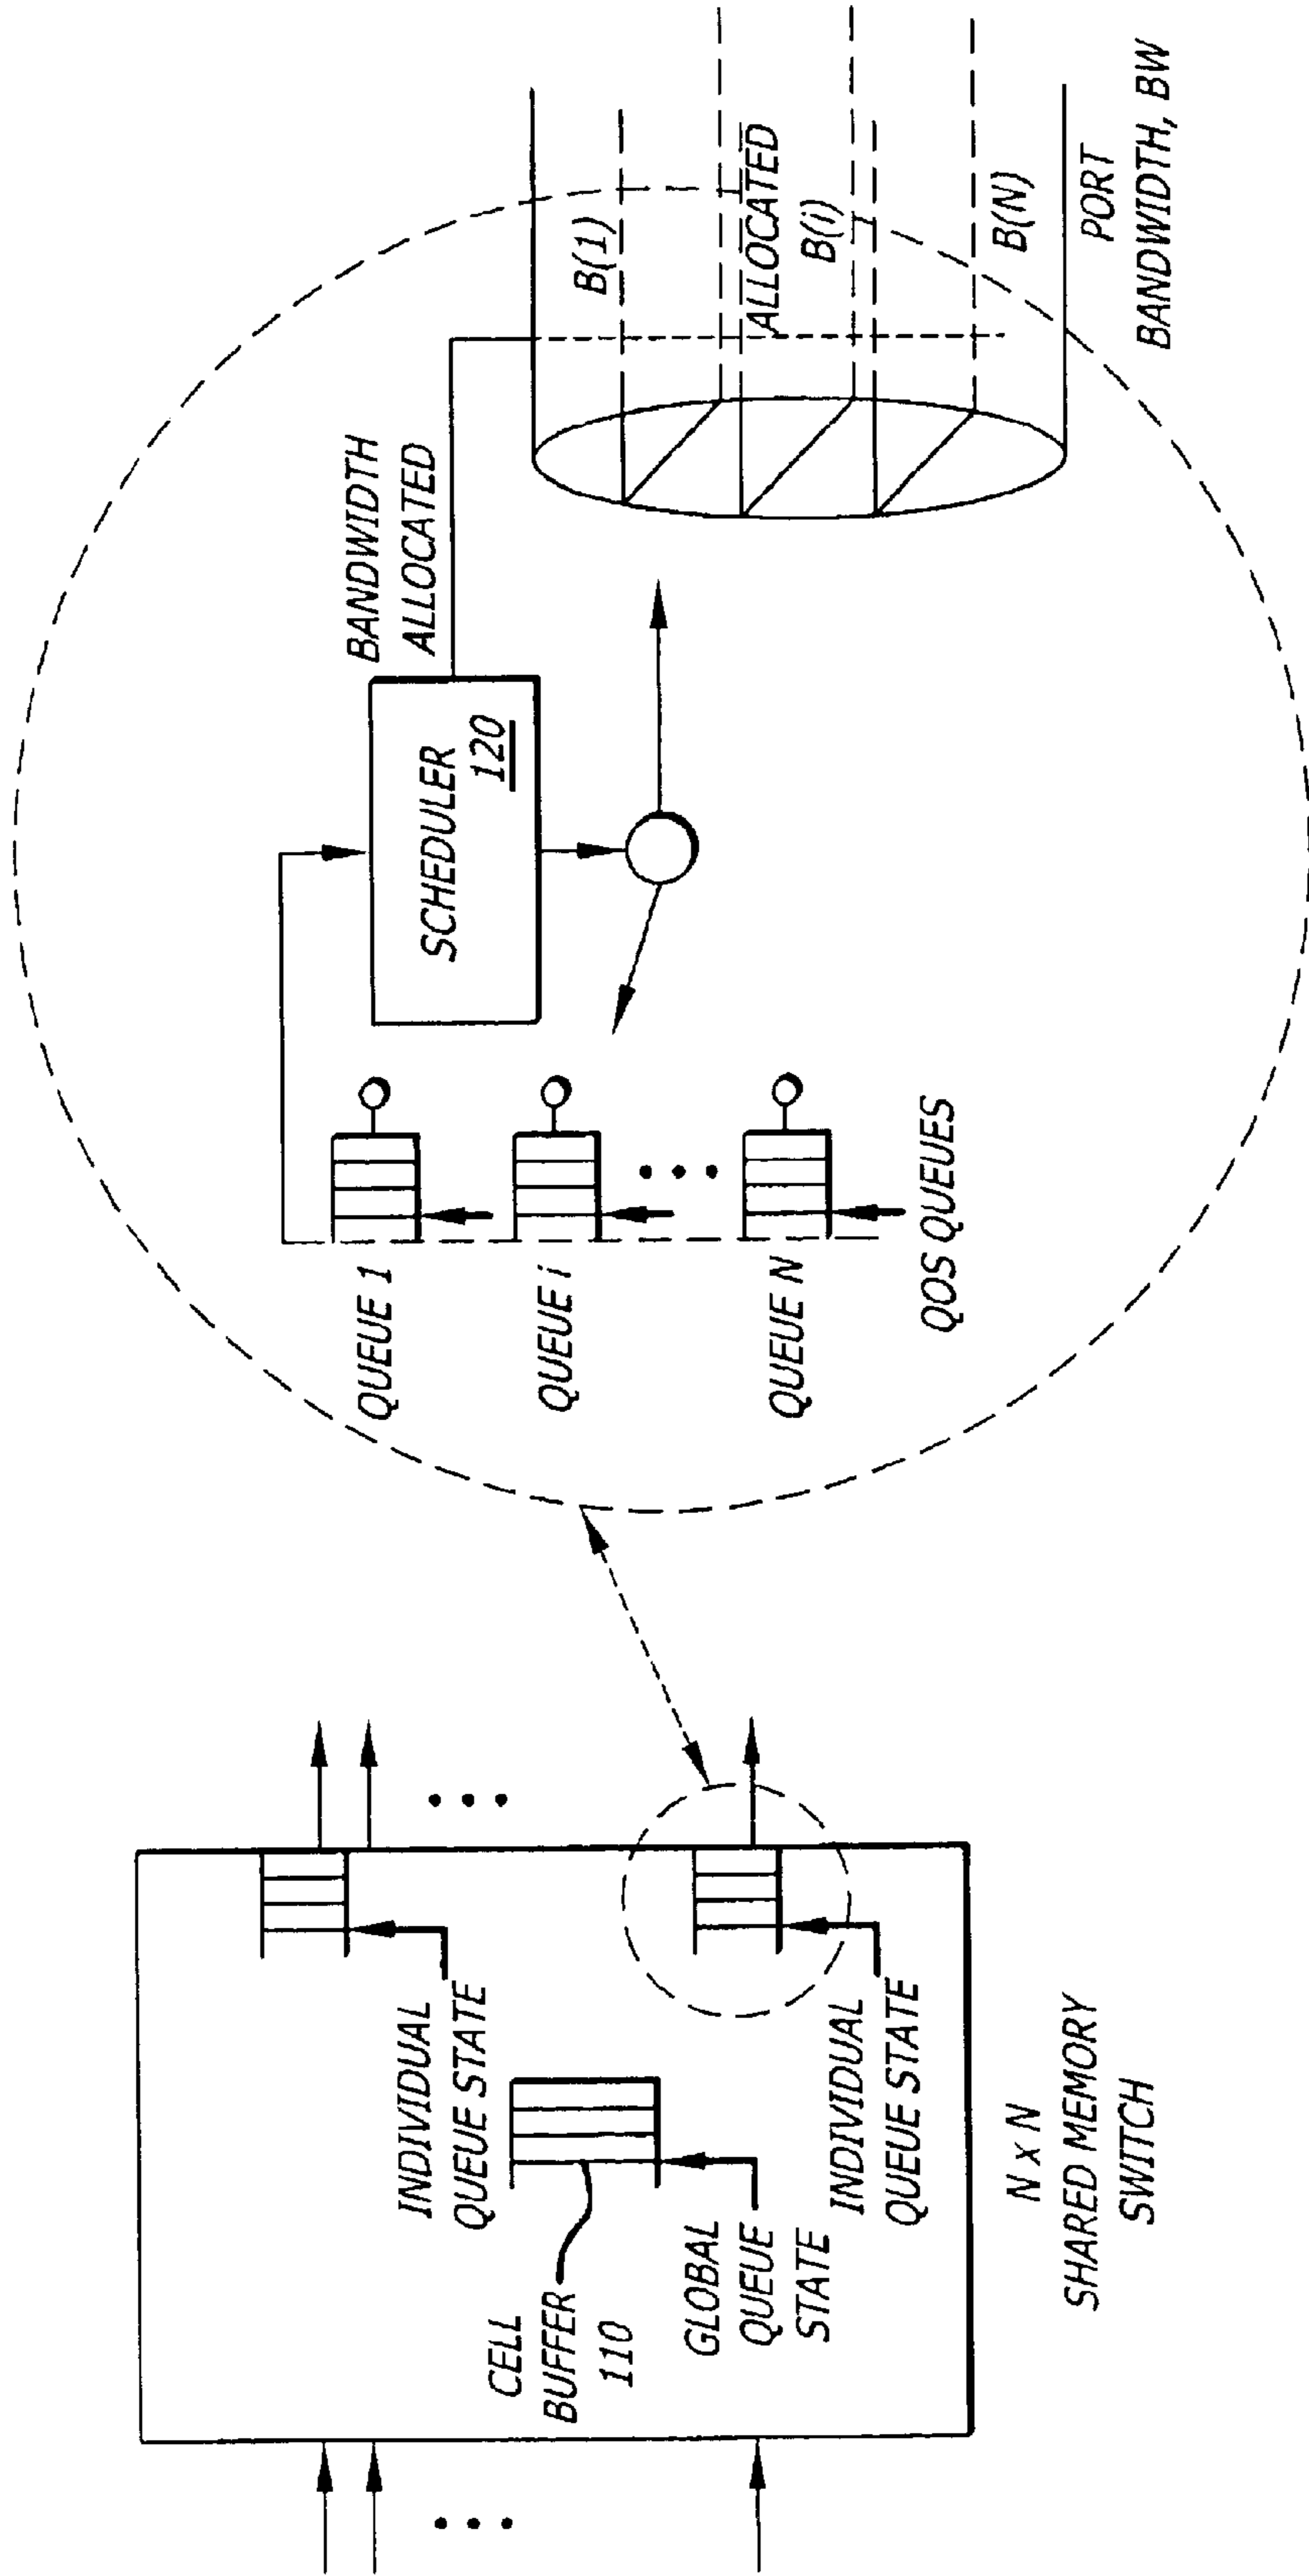 CELL
BUFFER
110
GLOBAL
QUEUE
STATE
INDIVIDUAL
QUEUE STATE
INDIVIDUAL
QUEUE STATE
N x N
SHARED MEMORY
SWITCH
QUEUE 1
QUEUE i
QUEUE N
QOS QUEUES
SCHEDULER
120
BANDWIDTH
ALLOCATED
B(1)
ALLOCATED
B(i)
B(N)
PORT
BANDWIDTH, BW